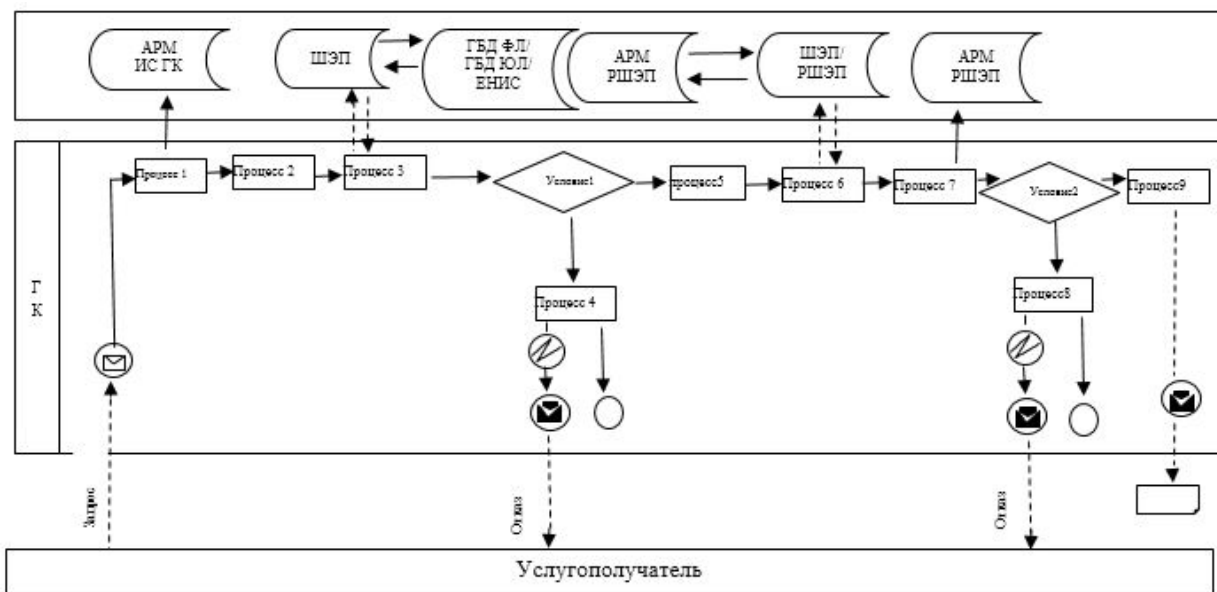 АРМ
ИС ГК
ШЭП
ГБД ФЛ/
ГБД ЮЛ/
ЕНИС
АРМ
РШЭП
ШЭП/
РШЭП
АРМ
РШЭП
Процесс 1
Процесс 2
Процесс 3
Условие1
процесс5
Процесс 6
Процесс 7
Условие2
Процесс9
Г
К
Процесс 4
Процесс8
Запрос
Отказ
Отказ
Услугополучатель